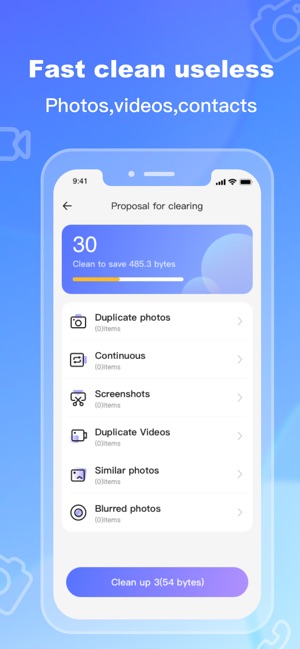 Fast clean useless
Photos,videos,contacts
9:41
Proposal for clearing
30
Clean to save 485.3 bytes
Duplicate photos
(0)Items
Continuous
(0)Items
Screenshots
(0)Items
Duplicate Videos
(0)Items
Similar photos
(0)Items
Blurred photos
(0)Items
Clean up 3(54 bytes)